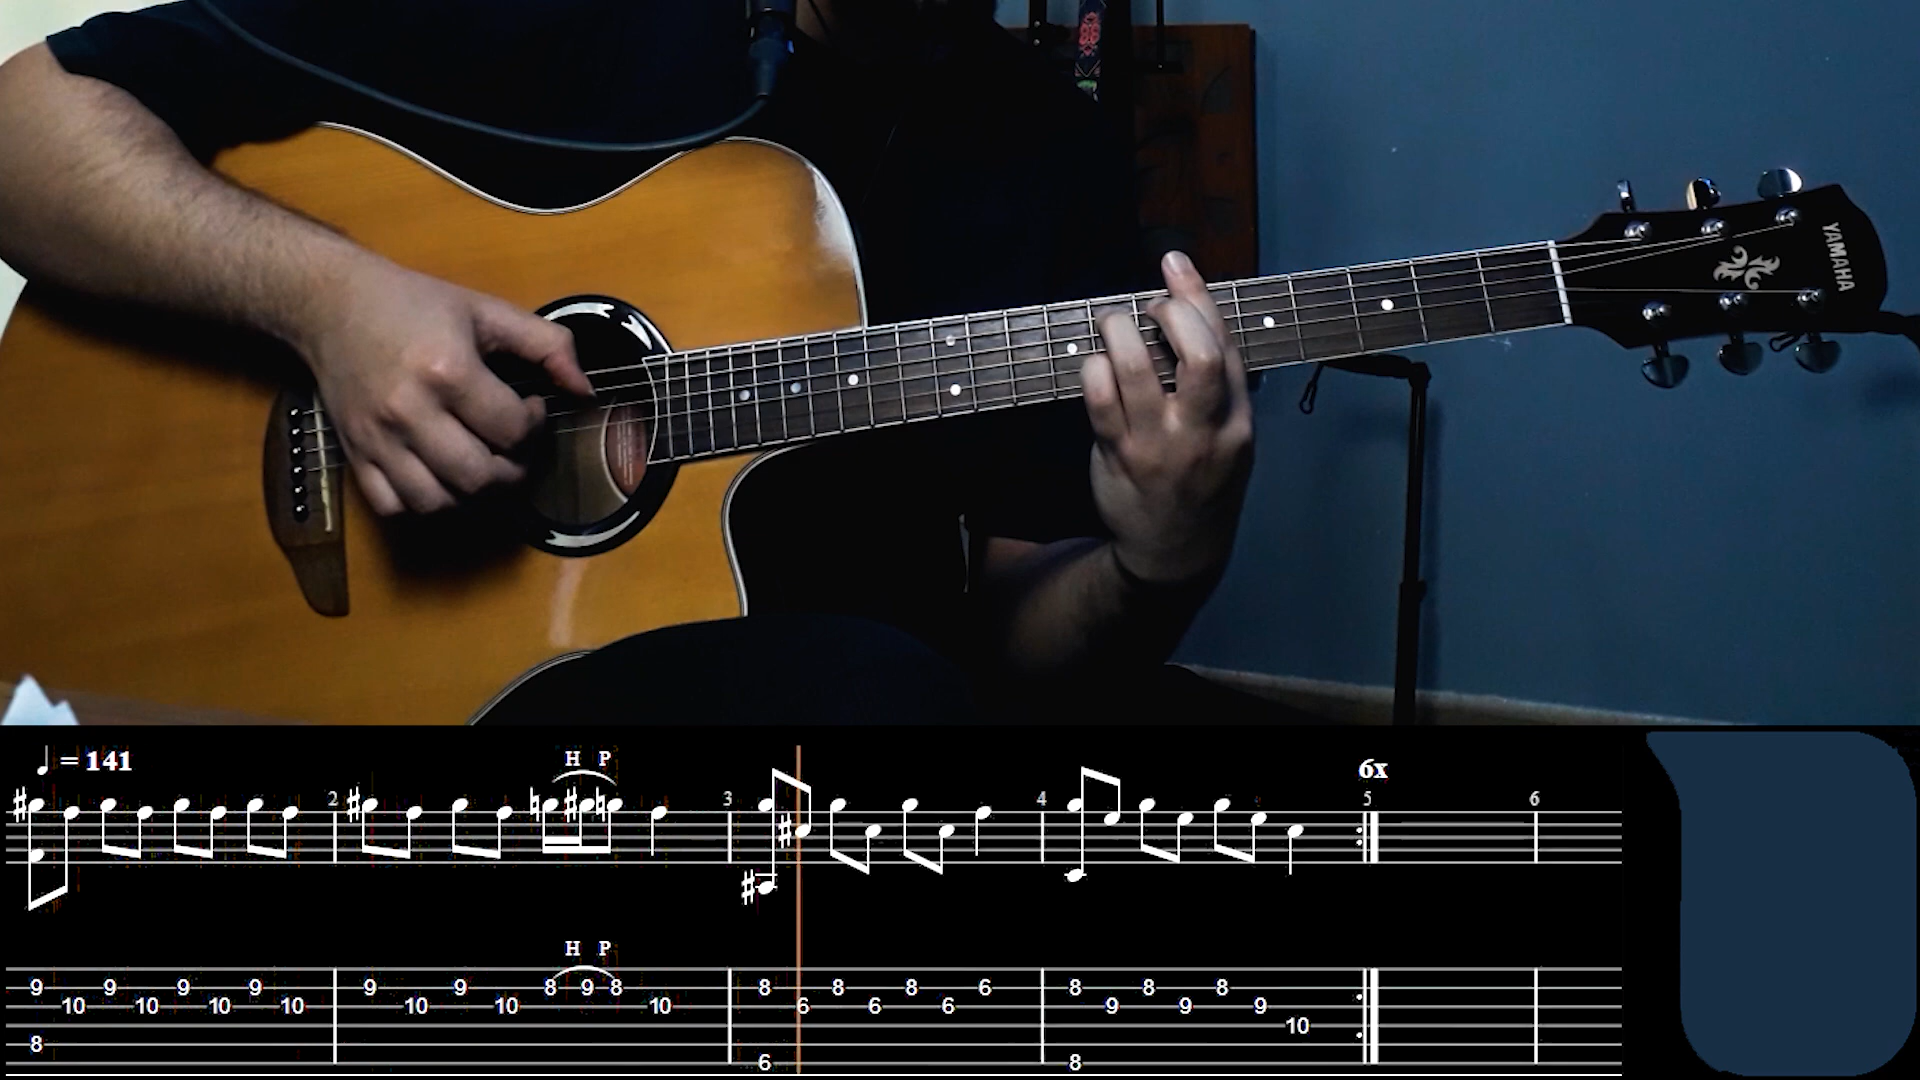 YAMAHA
♩ = 141
H P
6x
2 3 4 5 6
H P
9 9 9 9 9 9 8 9 8 8 8 8 6 8 8 8
10 10 10 10 10 10 10 6 6 6 9 9 9
10
8
6 8